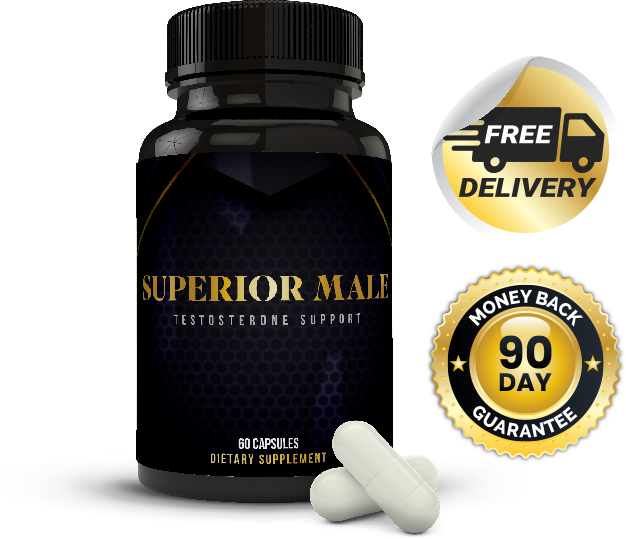 SUPERIOR MALE
TESTOSTERONE SUPPORT
60 CAPSULES
DIETARY SUPPLEMENT
FREE
DELIVERY
MONEY BACK
90
DAY
GUARANTEE